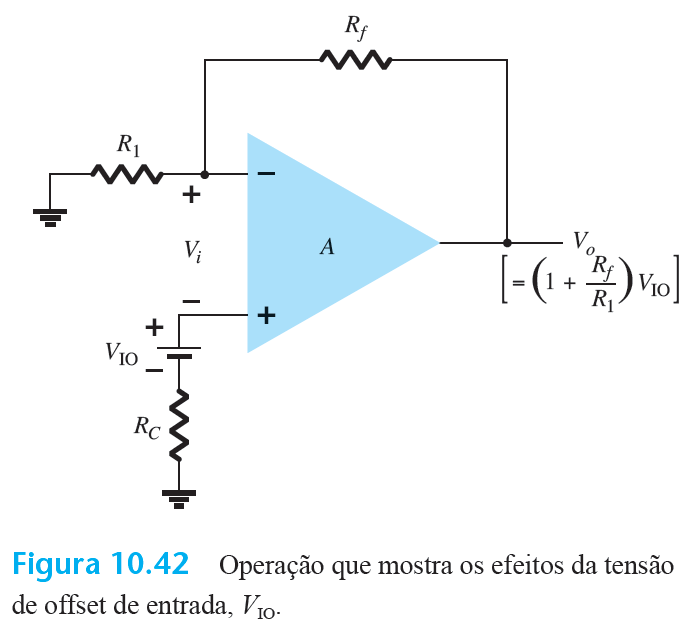 R_f
R_1
+
−
V_i
A
−
+
+
V_IO
−
R_C
V_o
[= (1 + R_f/R_1) V_IO]
Figura 10.42 Operação que mostra os efeitos da tensão
de offset de entrada, V_IO.